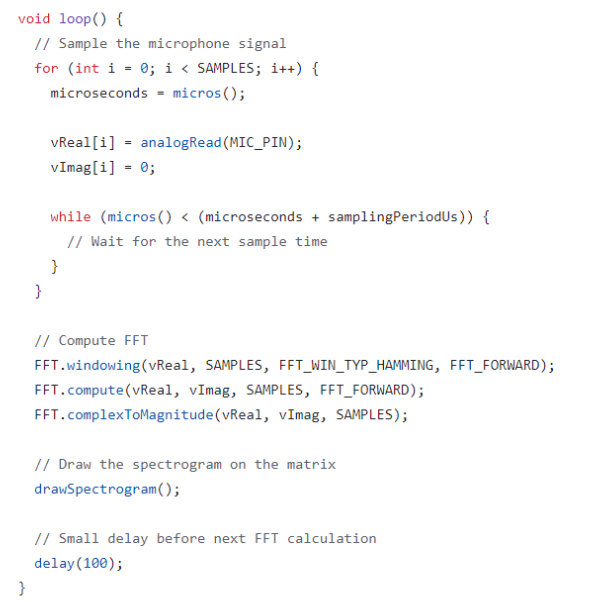 void loop() {
  // Sample the microphone signal
  for (int i = 0; i < SAMPLES; i++) {
    microseconds = micros();

    vReal[i] = analogRead(MIC_PIN);
    vImag[i] = 0;

    while (micros() < (microseconds + samplingPeriodUs)) {
      // Wait for the next sample time
    }
  }

  // Compute FFT
  FFT.windowing(vReal, SAMPLES, FFT_WIN_TYP_HAMMING, FFT_FORWARD);
  FFT.compute(vReal, vImag, SAMPLES, FFT_FORWARD);
  FFT.complexToMagnitude(vReal, vImag, SAMPLES);

  // Draw the spectrogram on the matrix
  drawSpectrogram();

  // Small delay before next FFT calculation
  delay(100);
}